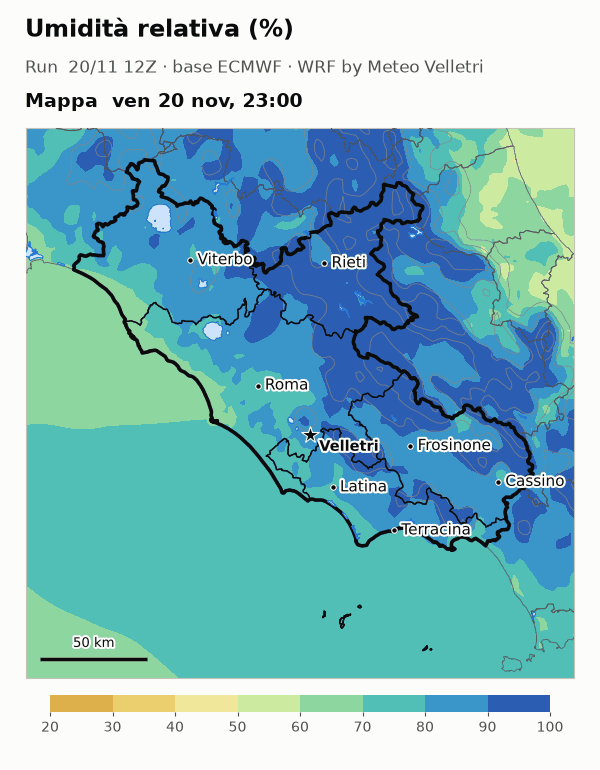 Umidità relativa (%)
Run  20/11 12Z · base ECMWF · WRF by Meteo Velletri
Mappa  ven 20 nov, 23:00
Viterbo
Rieti
Roma
Velletri
Frosinone
Cassino
Latina
Terracina
50 km
20 30 40 50 60 70 80 90 100